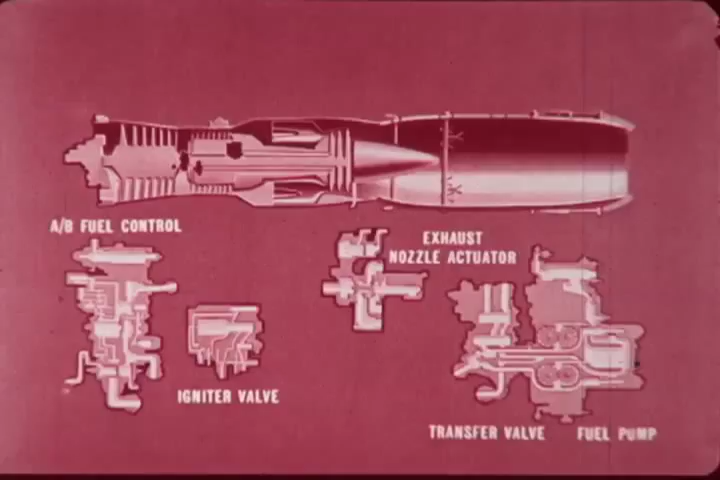 A/B FUEL CONTROL
EXHAUST
NOZZLE ACTUATOR
IGNITER VALVE
TRANSFER VALVE
FUEL PUMP